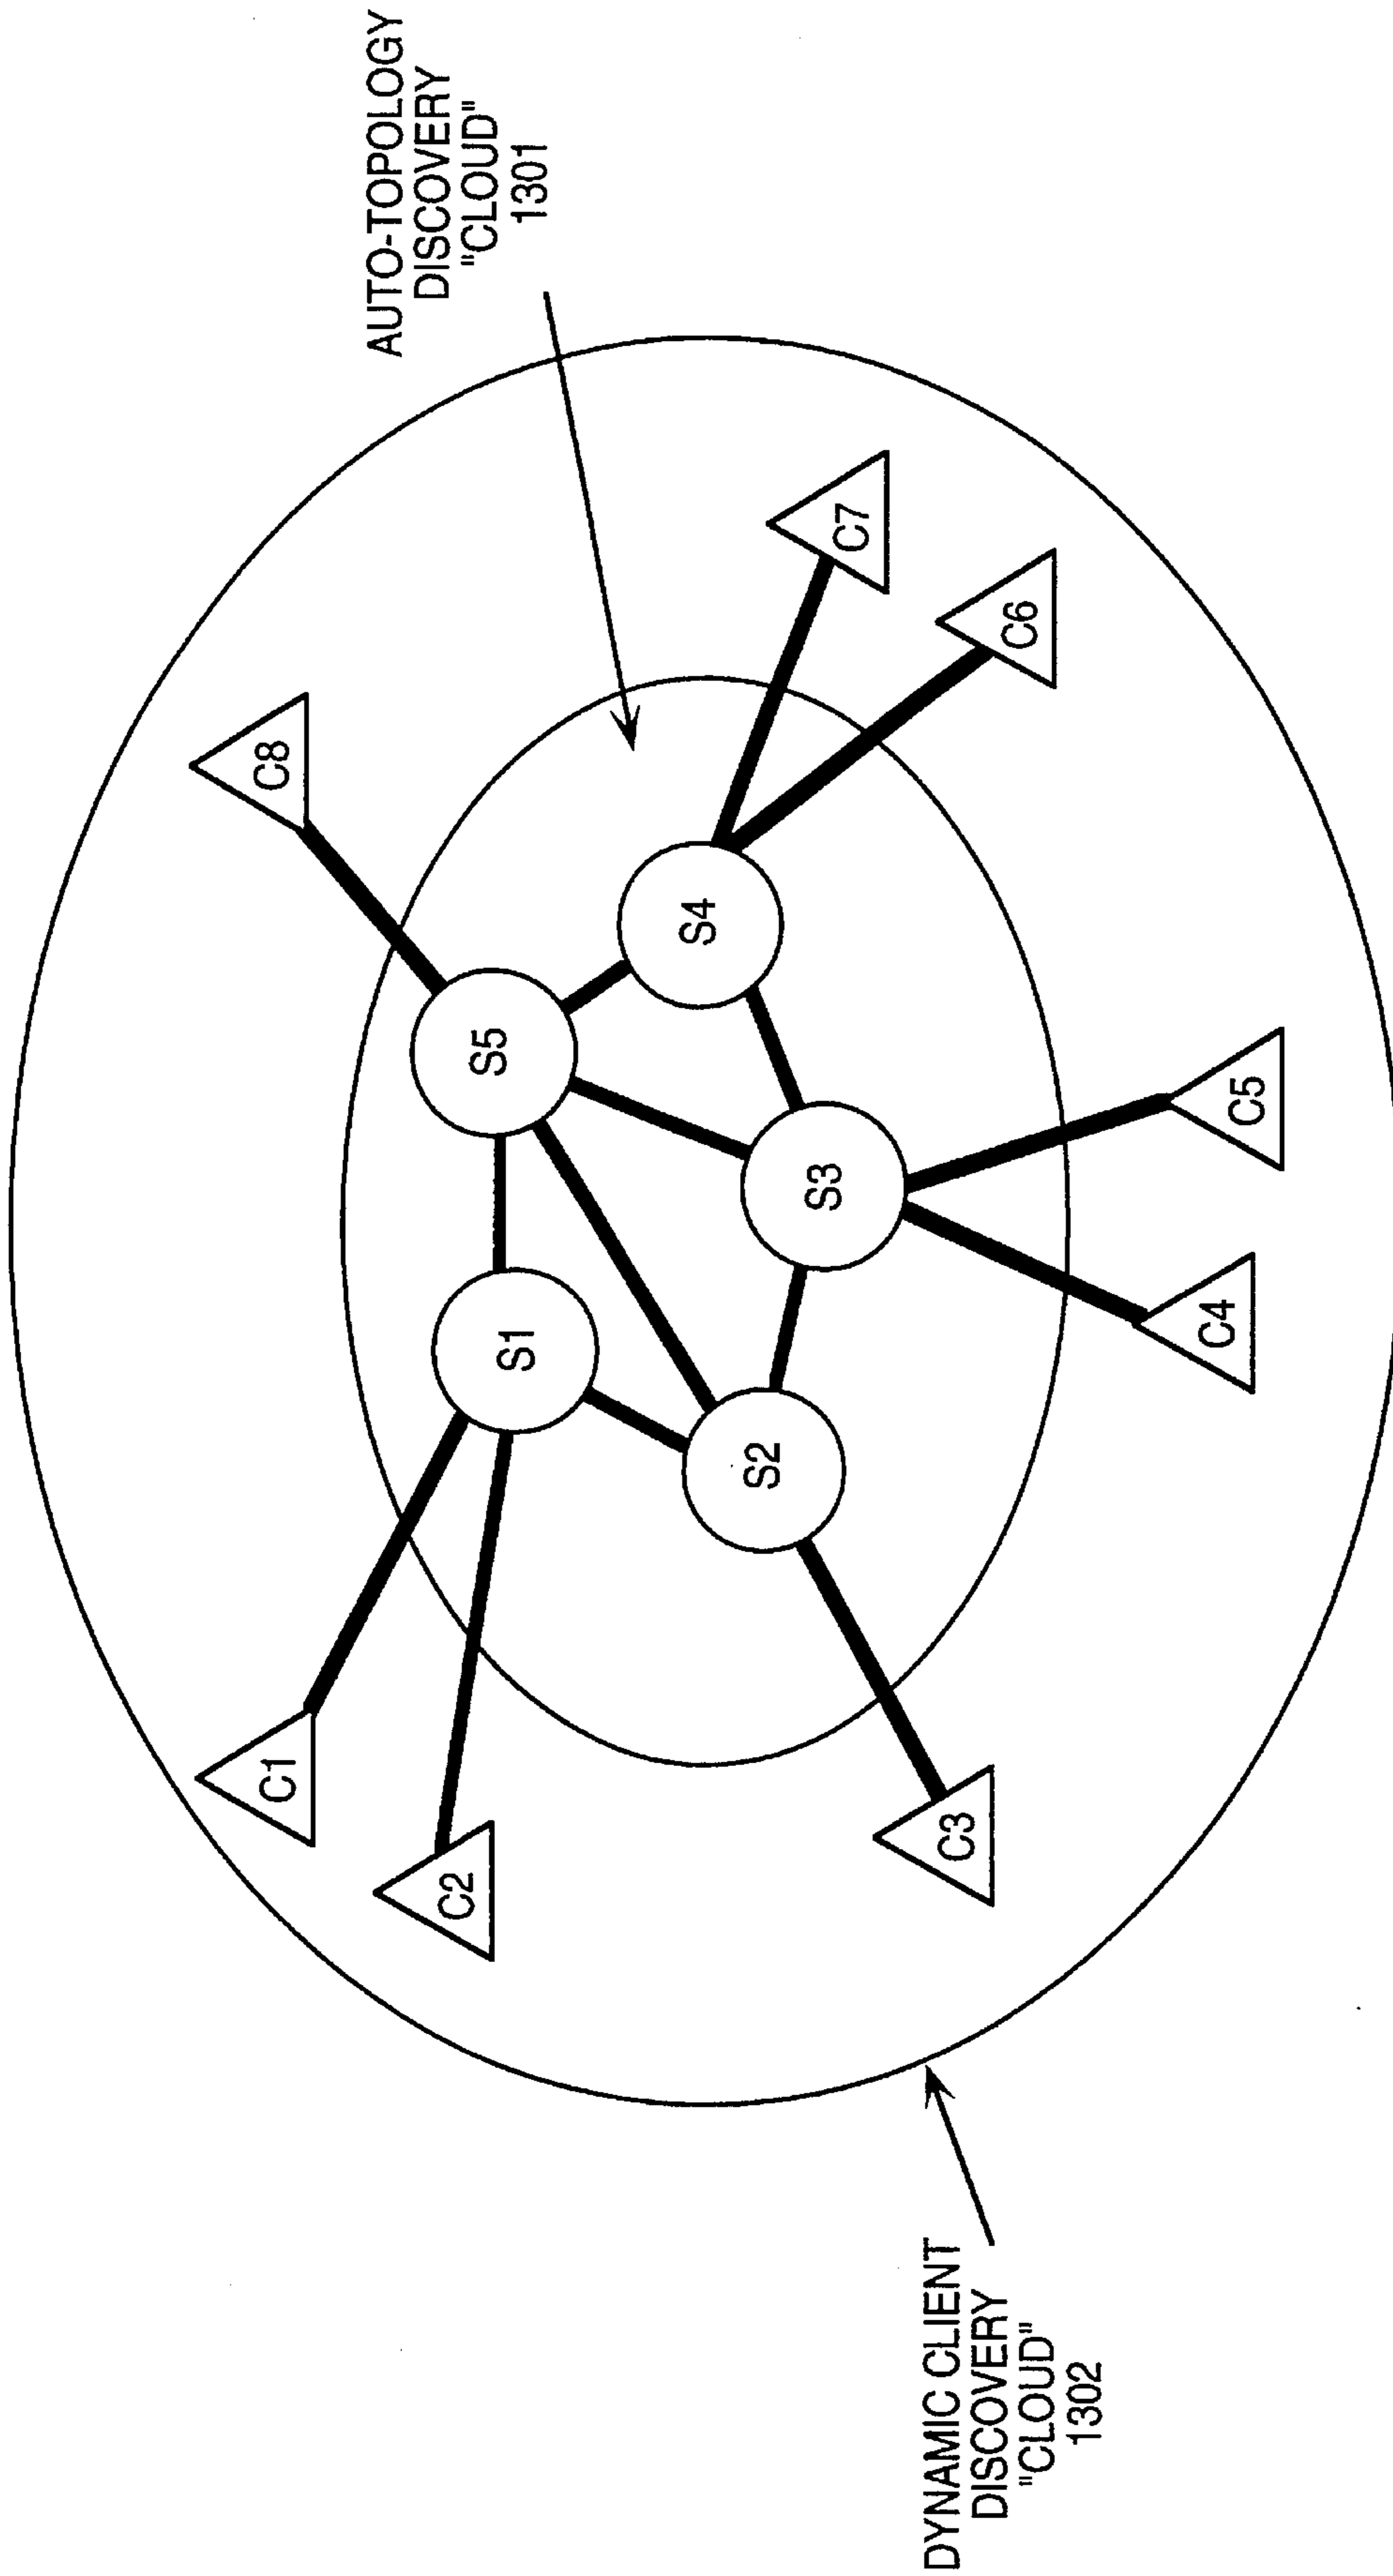 AUTO-TOPOLOGY
DISCOVERY
"CLOUD"
1301
C8
C7
C6
S5
S4
S1
S3
S2
C1
C2
C3
C4
C5
DYNAMIC CLIENT
DISCOVERY
"CLOUD"
1302